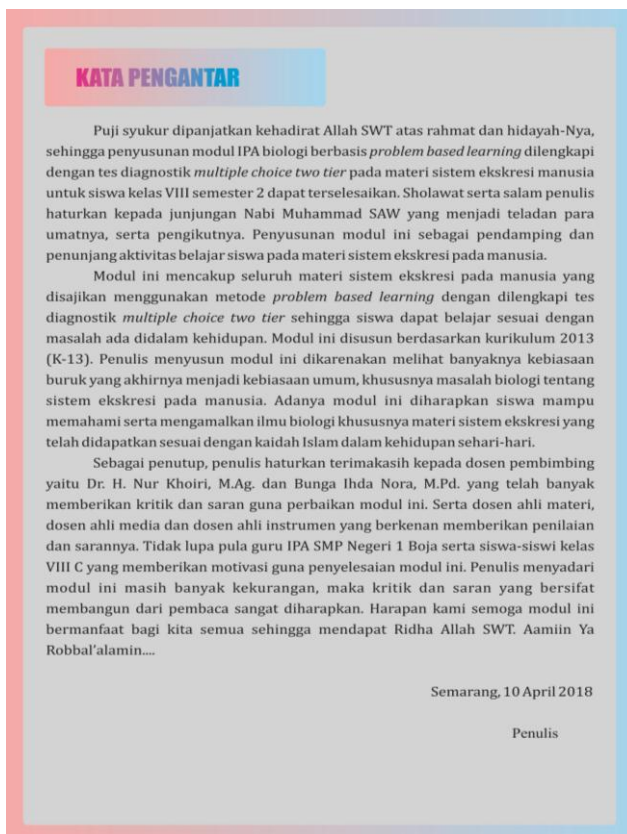 KATA PENGANTAR
Puji syukur dipanjatkan kehadirat Allah SWT atas rahmat dan hidayah-Nya,
sehingga penyusunan modul IPA biologi berbasis problem based learning dilengkapi
dengan tes diagnostik multiple choice two tier pada materi sistem ekskresi manusia
untuk siswa kelas VIII semester 2 dapat terselesaikan. Sholawat serta salam penulis
haturkan kepada junjungan Nabi Muhammad SAW yang menjadi teladan para
umatnya, serta pengikutnya. Penyusunan modul ini sebagai pendamping dan
penunjang aktivitas belajar siswa pada materi sistem ekskresi pada manusia.
Modul ini mencakup seluruh materi sistem ekskresi pada manusia yang
disajikan menggunakan metode problem based learning dengan dilengkapi tes
diagnostik multiple choice two tier sehingga siswa dapat belajar sesuai dengan
masalah ada didalam kehidupan. Modul ini disusun berdasarkan kurikulum 2013
(K-13). Penulis menyusun modul ini dikarenakan melihat banyaknya kebiasaan
buruk yang akhirnya menjadi kebiasaan umum, khususnya masalah biologi tentang
sistem ekskresi pada manusia. Adanya modul ini diharapkan siswa mampu
memahami serta mengamalkan ilmu biologi khususnya materi sistem ekskresi yang
telah didapatkan sesuai dengan kaidah Islam dalam kehidupan sehari-hari.
Sebagai penutup, penulis haturkan terimakasih kepada dosen pembimbing
yaitu Dr. H. Nur Khoiri, M.Ag. dan Bunga Ihda Nora, M.Pd. yang telah banyak
memberikan kritik dan saran guna perbaikan modul ini. Serta dosen ahli materi,
dosen ahli media dan dosen ahli instrumen yang berkenan memberikan penilaian
dan sarannya. Tidak lupa pula guru IPA SMP Negeri 1 Boja serta siswa-siswi kelas
VIII C yang memberikan motivasi guna penyelesaian modul ini. Penulis menyadari
modul ini masih banyak kekurangan, maka kritik dan saran yang bersifat
membangun dari pembaca sangat diharapkan. Harapan kami semoga modul ini
bermanfaat bagi kita semua sehingga mendapat Ridha Allah SWT. Aamiin Ya
Robbal’alamin....
Semarang, 10 April 2018
Penulis